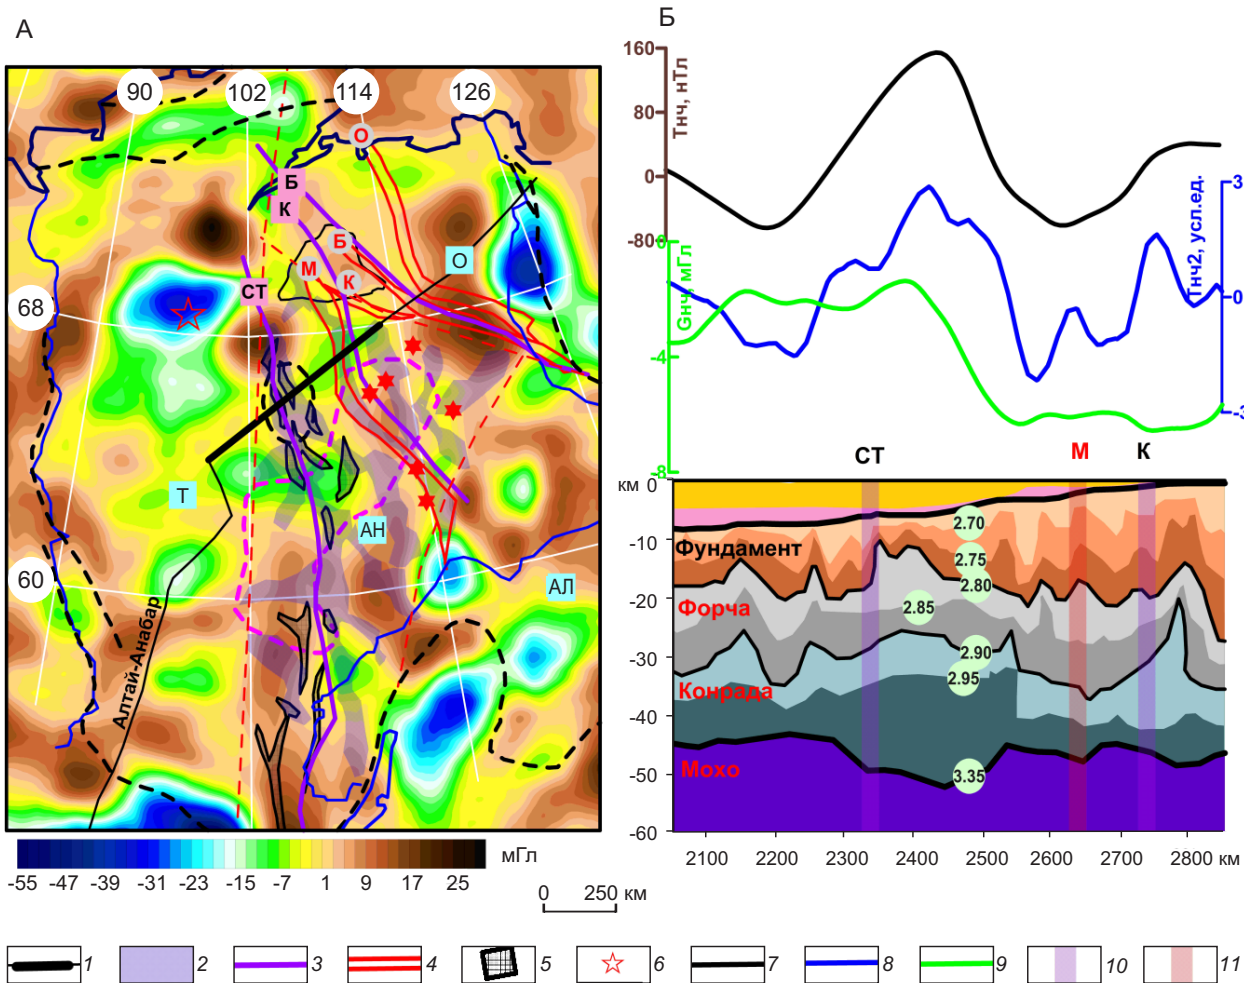 А
Б
90
102
114
126
О
Б
К
Б
М
К
О
СТ
68
Т
АН
60
АЛ
Алтай-Анабар
-55 -47 -39 -31 -23 -15 -7 1 9 17 25
мГл
0 250 км
160
80
0
-80
Тнч, нТл
0
-4
-8
Gнч, мГл
3
0
-3
Тнч2, усл.ед.
СТ
М
К
км 0
-10
-20
-30
-40
-50
-60
Фундамент
Форча
Конрада
Мохо
2.70
2.75
2.80
2.85
2.90
2.95
3.35
2100 2200 2300 2400 2500 2600 2700 2800 км
1 2 3 4 5 6 7 8 9 10 11